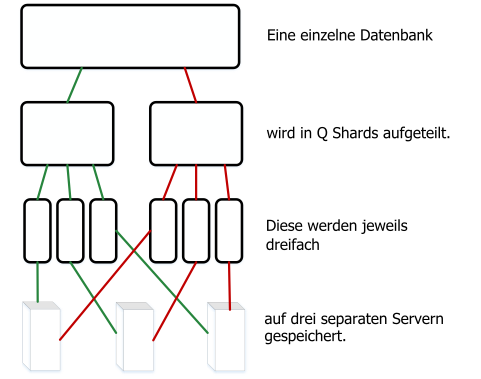 Eine einzelne Datenbank
wird in Q Shards aufgeteilt.
Diese werden jeweils
dreifach
auf drei separaten Servern
gespeichert.